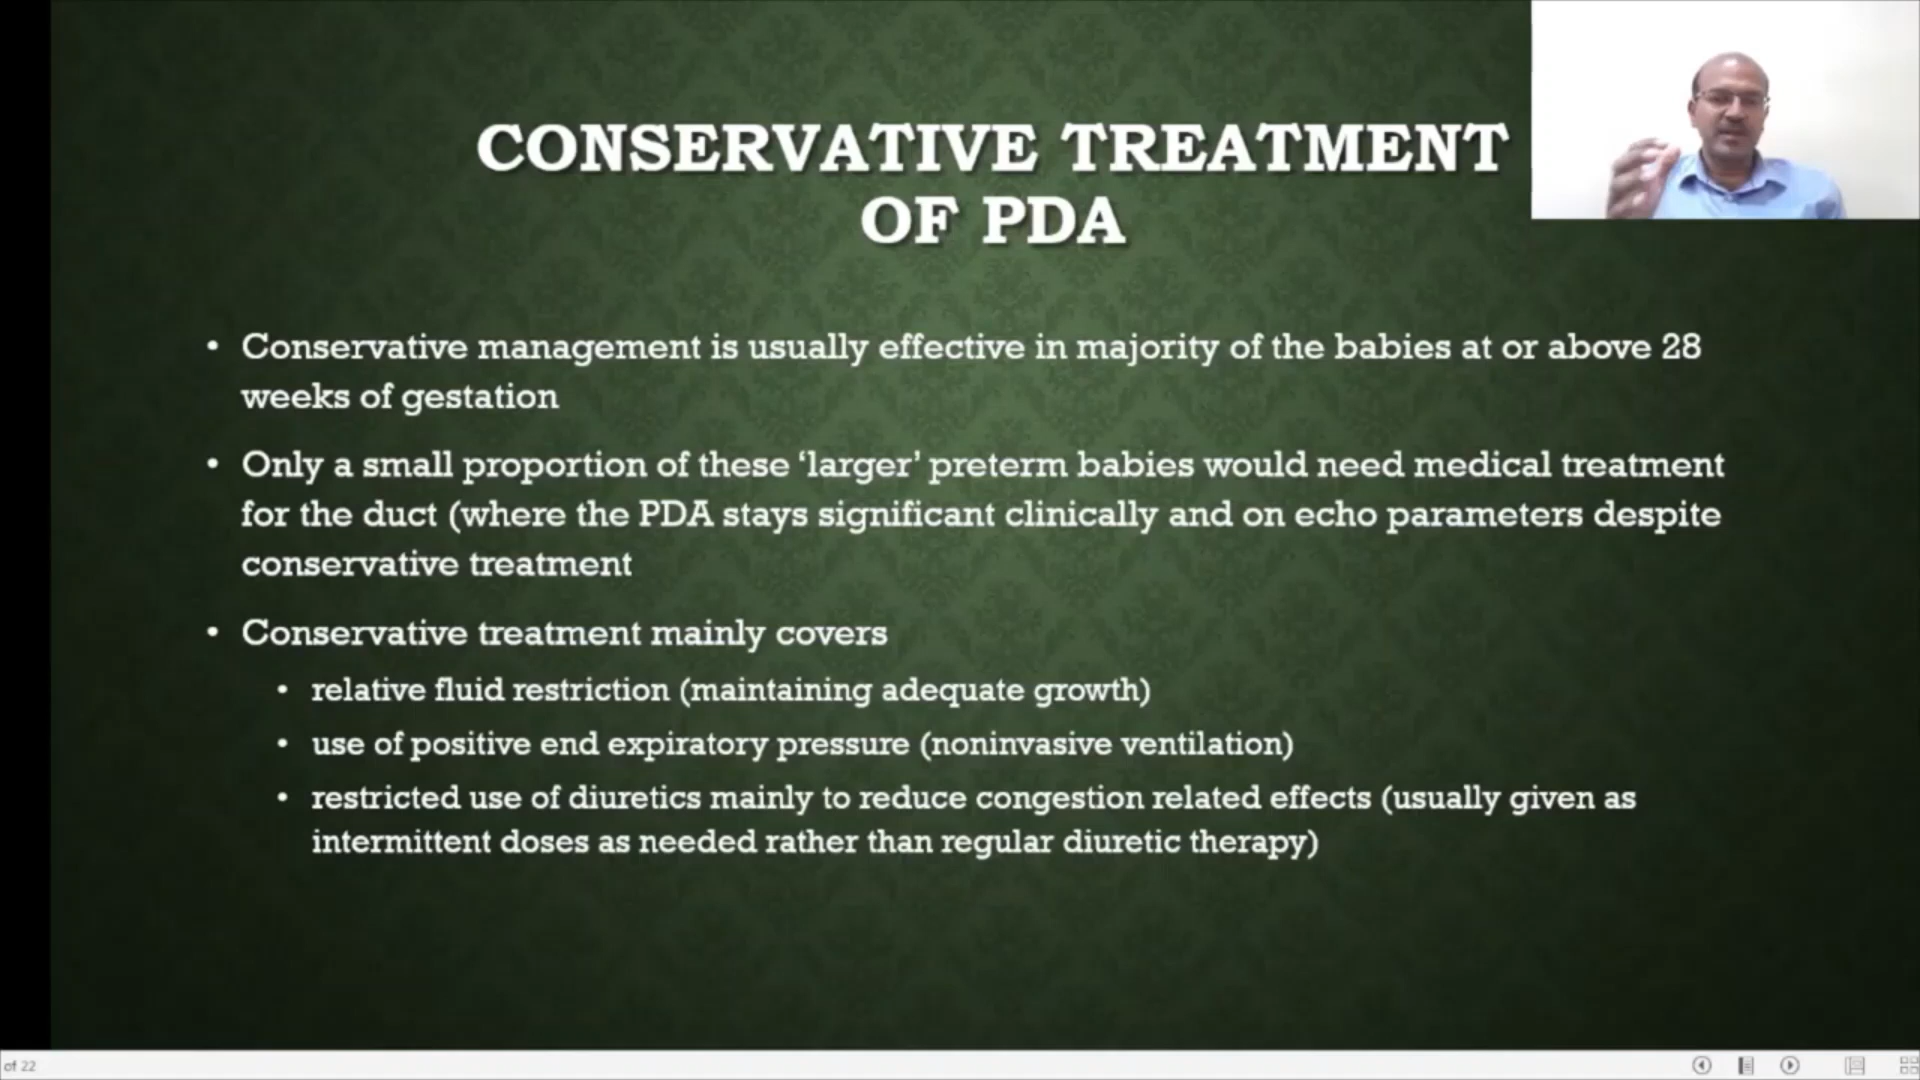 CONSERVATIVE TREATMENT
OF PDA
• Conservative management is usually effective in majority of the babies at or above 28
weeks of gestation
• Only a small proportion of these ‘larger’ preterm babies would need medical treatment
for the duct (where the PDA stays significant clinically and on echo parameters despite
conservative treatment
• Conservative treatment mainly covers
• relative fluid restriction (maintaining adequate growth)
• use of positive end expiratory pressure (noninvasive ventilation)
• restricted use of diuretics mainly to reduce congestion related effects (usually given as
intermittent doses as needed rather than regular diuretic therapy)
of 22